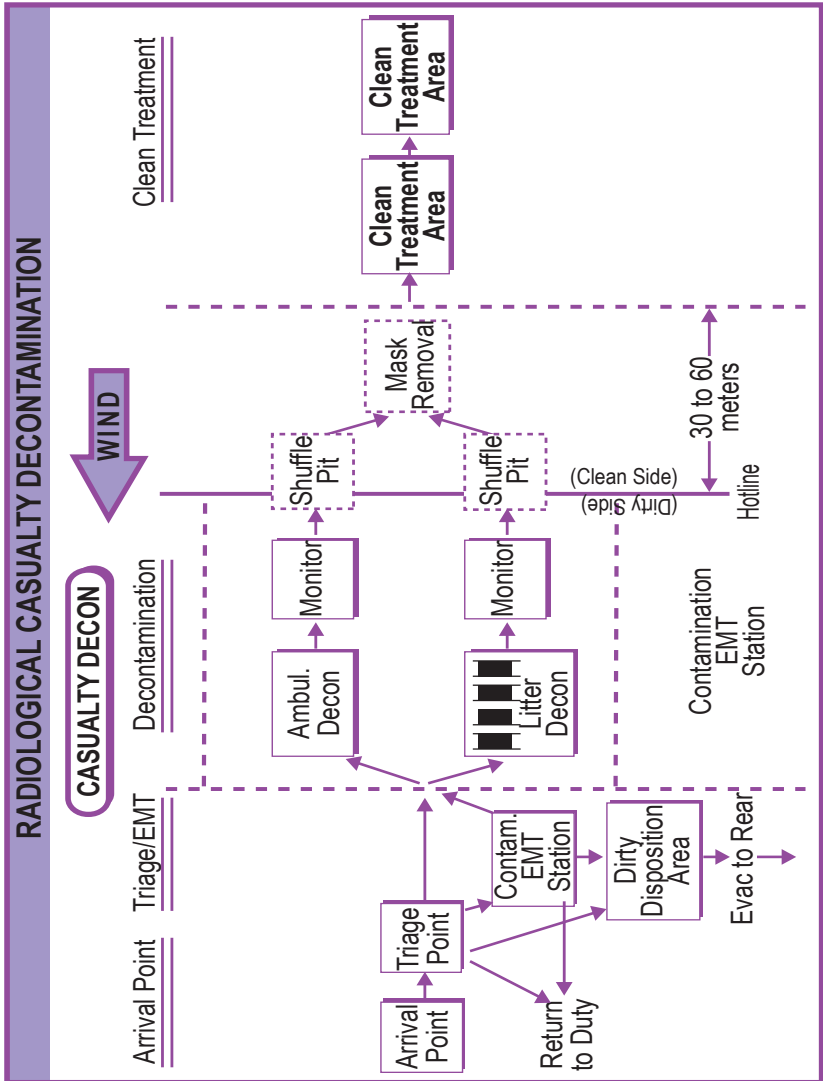 RADIOLOGICAL CASUALTY DECONTAMINATION
CASUALTY DECON
WIND
Arrival Point
Triage/EMT
Decontamination
Clean Treatment
Arrival
Point
Triage
Point
Return
to Duty
Contam.
EMT
Station
Dirty
Disposition
Area
Evac to Rear
Ambul.
Decon
Monitor
Shuffle
Pit
Litter
Decon
Monitor
Shuffle
Pit
Mask
Removal
Clean
Treatment
Area
Clean
Treatment
Area
(Clean Side)
(Dirty Side)
Hotline
30 to 60
meters
Contamination
EMT
Station